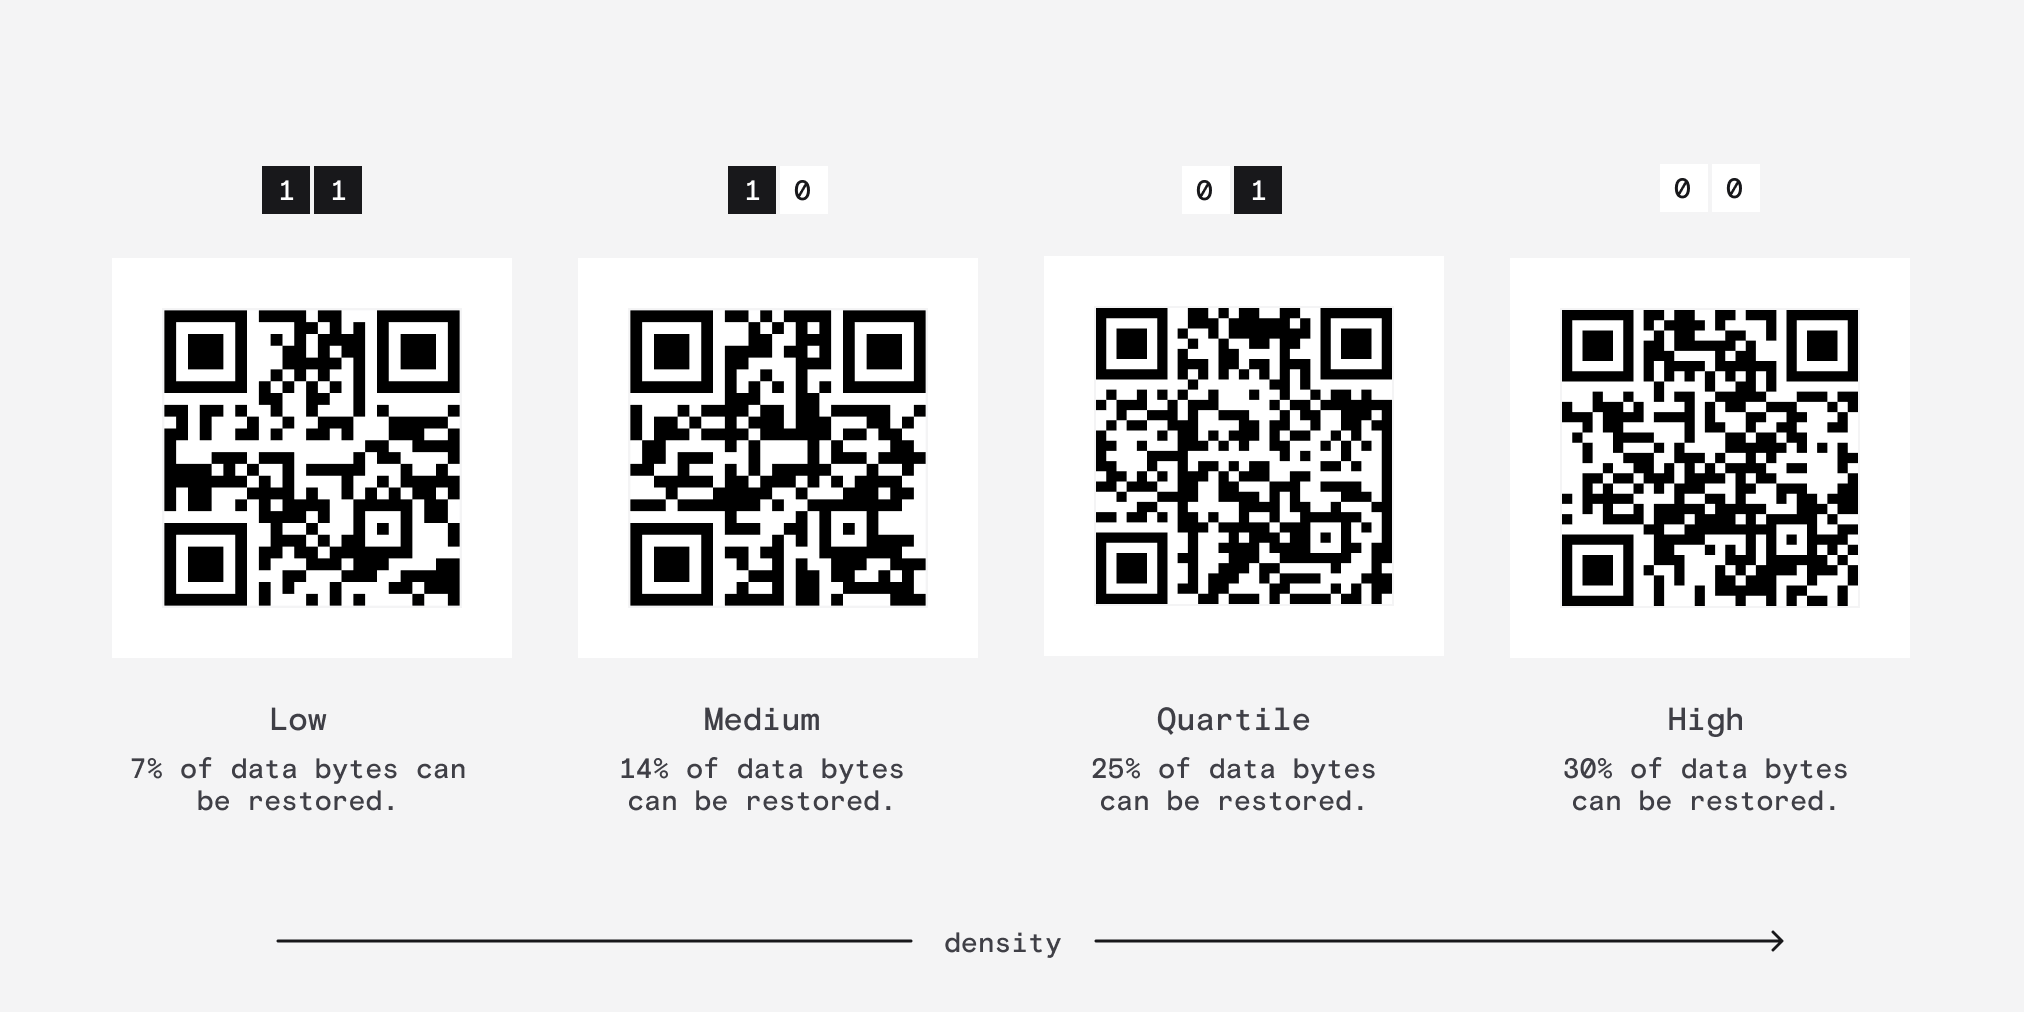 1 1
1 0
0 1
0 0
Low
7% of data bytes can
be restored.
Medium
14% of data bytes
can be restored.
Quartile
25% of data bytes
can be restored.
High
30% of data bytes
can be restored.
density